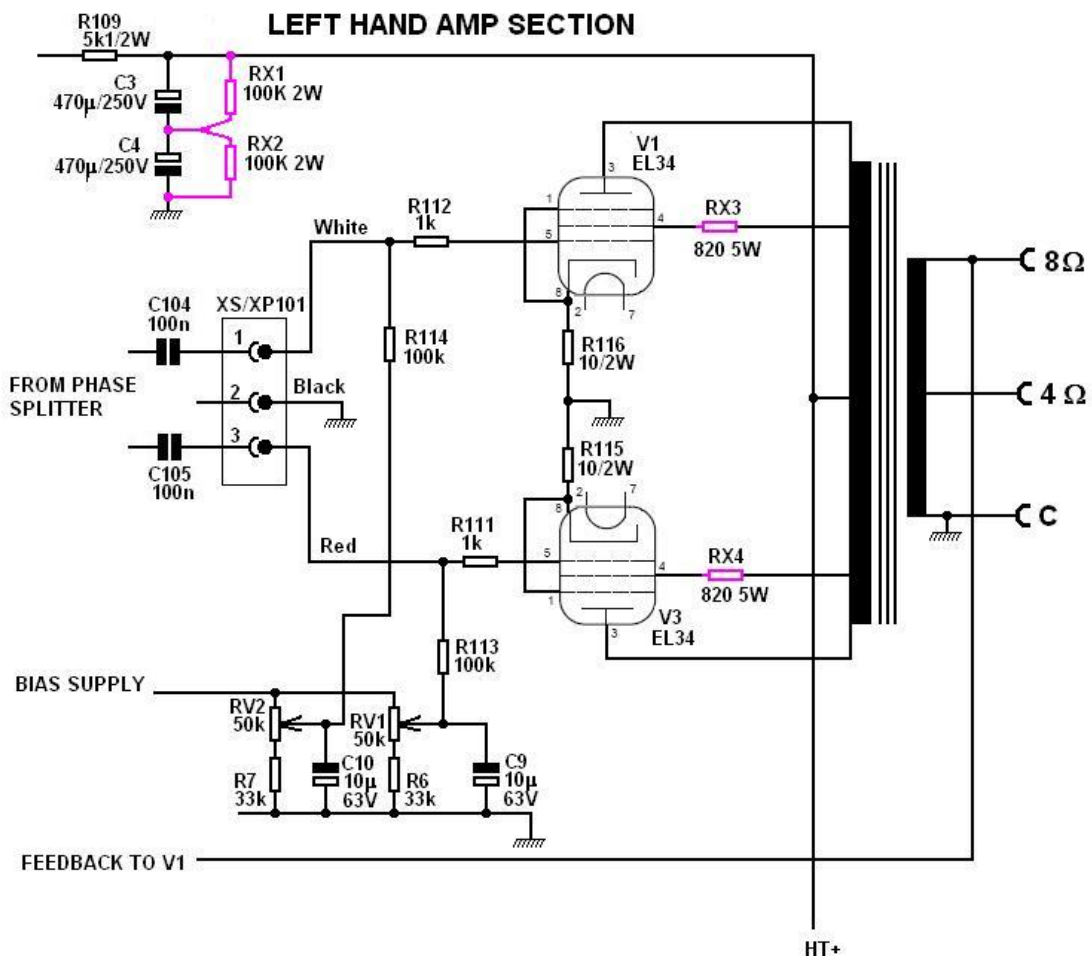 LEFT HAND AMP SECTION
R109
5k1/2W
C3
470µ/250V
RX1
100K 2W
C4
470µ/250V
RX2
100K 2W
V1
EL34
3
1
5
4
8
2
7
RX3
820 5W
R112
1k
White
8Ω
C104
100n
XS/XP101
1
R114
100k
R116
10/2W
FROM PHASE
SPLITTER
2
Black
4 Ω
3
C105
100n
R115
10/2W
C
R111
1k
Red
2
7
8
5
4
1
3
RX4
820 5W
V3
EL34
R113
100k
BIAS SUPPLY
RV2
50k
RV1
50k
C10
10µ
63V
C9
10µ
63V
R7
33k
R6
33k
FEEDBACK TO V1
HT+